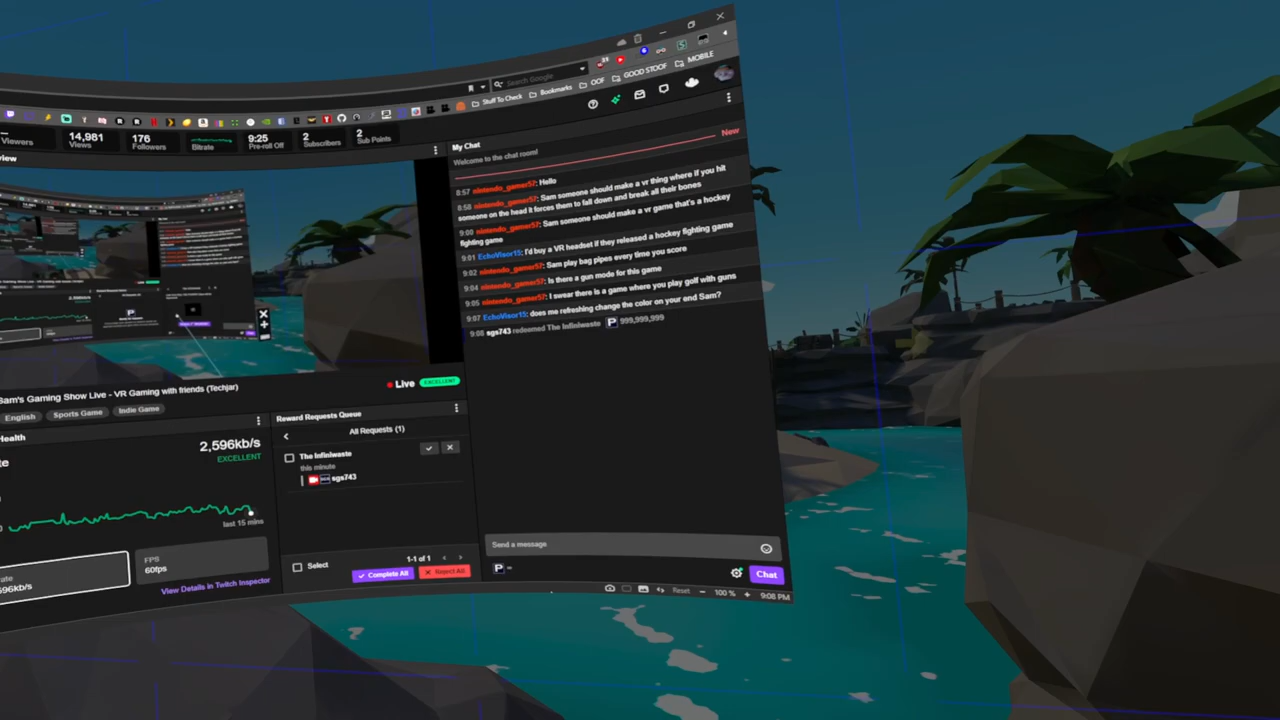 Search Google
Stuff To Check
Bookmarks
OOF
GOOD STOOF
MOBILE
Viewers
14,981
Views
176
Followers
Bitrate
9:25
Pre-roll Off
2
Subscribers
2
Sub Points
My Chat
New
Welcome to the chat room!
8:57 nintendo_gamer57: Hello
8:58 nintendo_gamer57: Sam someone should make a vr thing where if you hit
someone on the head it forces them to fall down and break all their bones
9:00 nintendo_gamer57: Sam someone should make a vr game that's a hockey
fighting game
9:01 EchoVisor15: I'd buy a VR headset if they released a hockey fighting game
9:02 nintendo_gamer57: Sam play bag pipes every time you score
9:04 nintendo_gamer57: Is there a gun mode for this game
9:05 nintendo_gamer57: I swear there is a game where you play golf with guns
9:07 EchoVisor15: does me refreshing change the color on your end Sam?
9:08 sgs743 redeemed The Infiniwaste 999,999,999
Sam's Gaming Show Live - VR Gaming with friends (Techjar)
Live
EXCELLENT
English
Sports Game
Indie Game
Health
2,596kb/s
EXCELLENT
last 15 mins
FPS
60fps
View Details in Twitch Inspector
Reward Requests Queue
All Requests (1)
The Infiniwaste
this minute
sgs743
1-1 of 1
Select
Complete All
Reject All
Send a message
Chat
Reset
100 %
9:08 PM